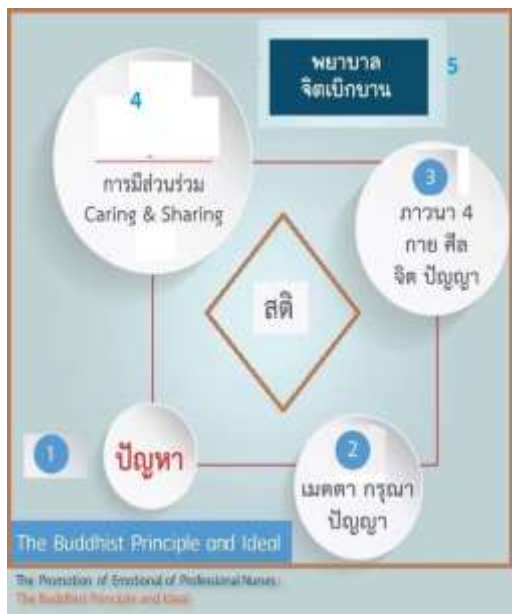 พยาบาล
จิตเบิกบาน
5
4
การมีส่วนร่วม
Caring & Sharing
3
ภาวนา 4
กาย ศีล
จิต ปัญญา
สติ
1
ปัญหา
2
เมตตา กรุณา
ปัญญา
The Buddhist Principle and Ideal
The Promotion of Emotional of Professional Nurses :
The Buddhist Principle and Ideal